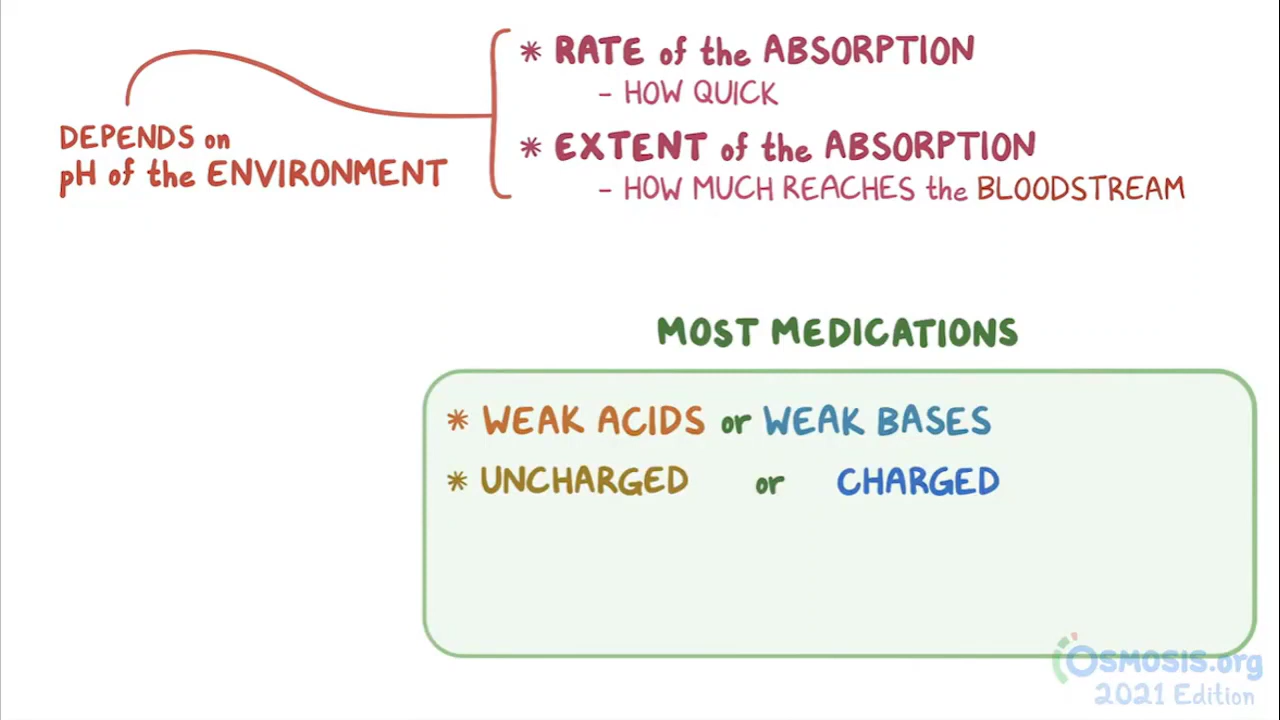 * RATE of the ABSORPTION
- HOW QUICK
DEPENDS on
pH of the ENVIRONMENT
* EXTENT of the ABSORPTION
- HOW MUCH REACHES the BLOODSTREAM
MOST MEDICATIONS
* WEAK ACIDS or WEAK BASES
* UNCHARGED or CHARGED
OSMOSIS.org
2021 Edition